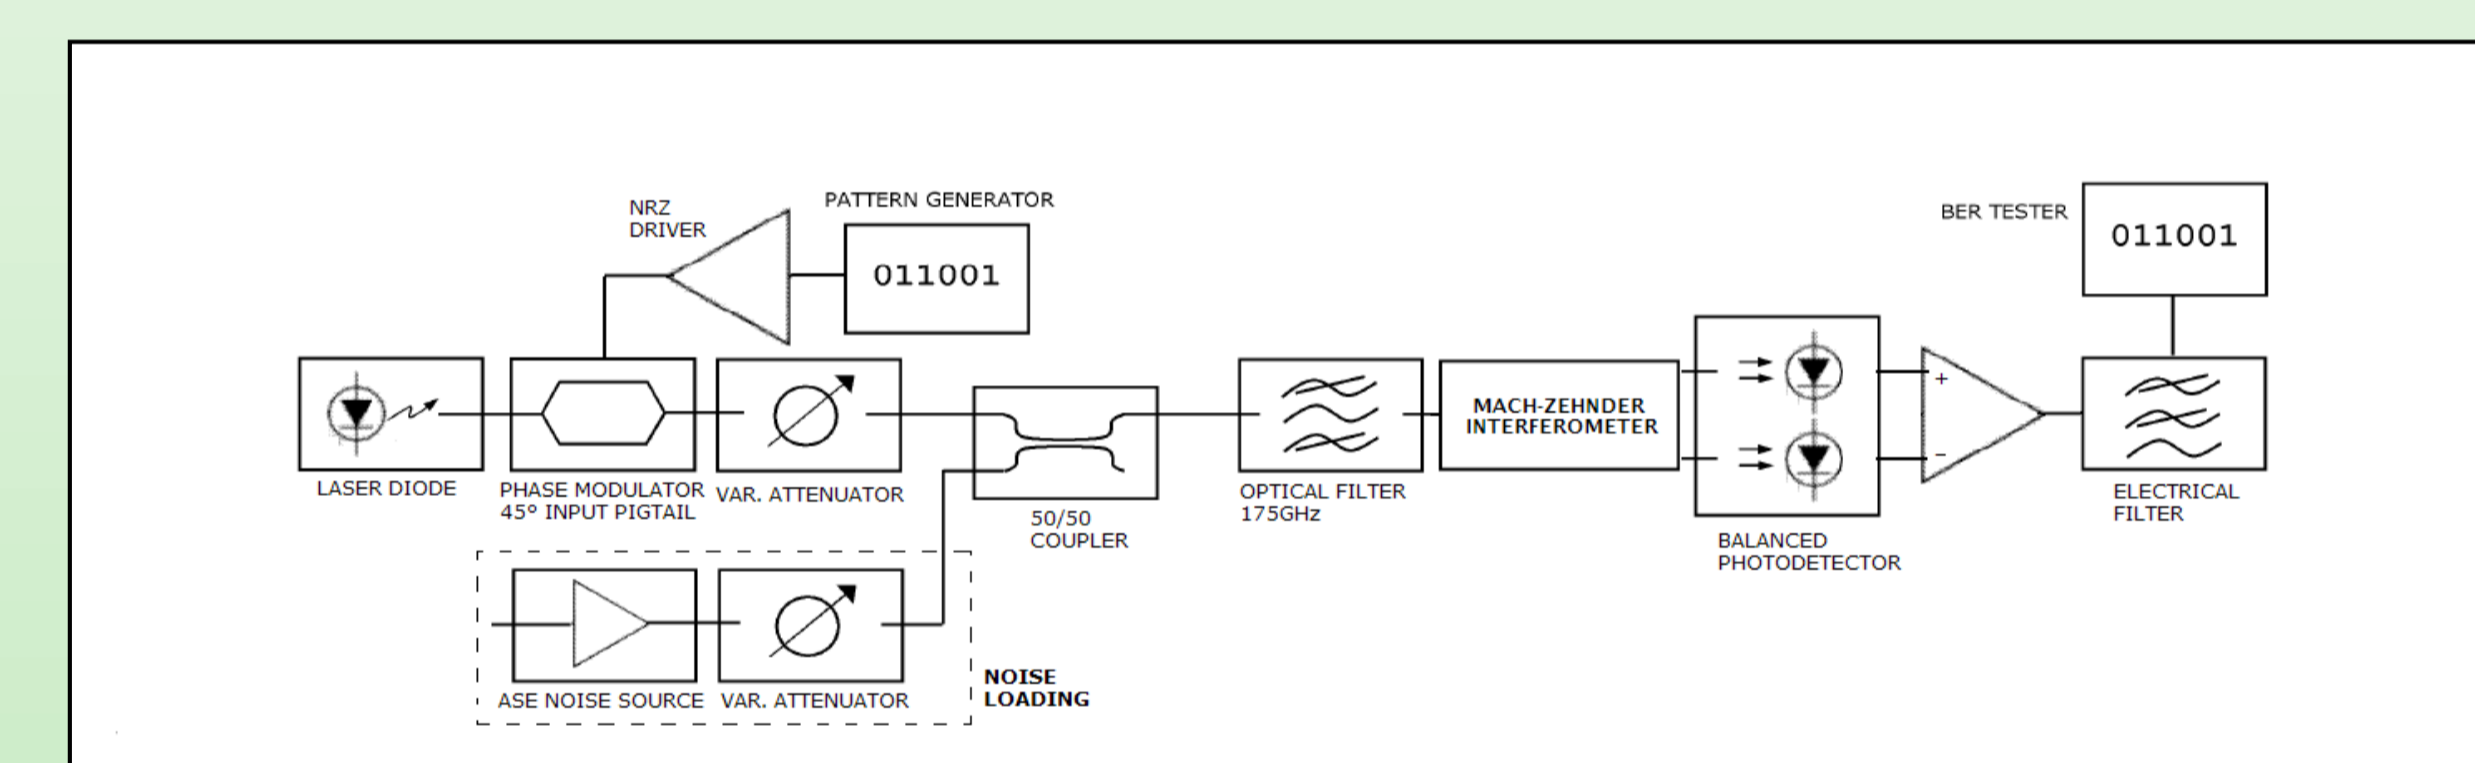 NRZ
DRIVER
PATTERN GENERATOR
011001
BER TESTER
011001
LASER DIODE
PHASE MODULATOR
45° INPUT PIGTAIL
VAR. ATTENUATOR
50/50
COUPLER
OPTICAL FILTER
175GHz
MACH-ZEHNDER
INTERFEROMETER
BALANCED
PHOTODETECTOR
+
−
ELECTRICAL
FILTER
ASE NOISE SOURCE
VAR. ATTENUATOR
NOISE
LOADING